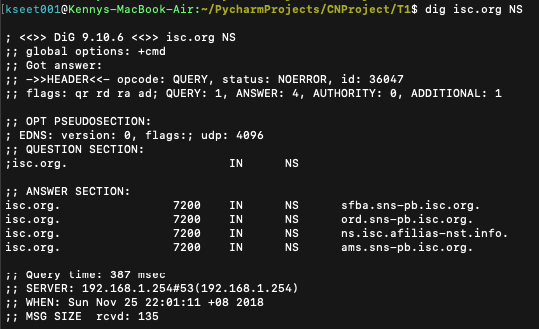 [kseet001@Kennys-MacBook-Air:~/PycharmProjects/CNProject/T1$ dig isc.org NS
; <<>> DiG 9.10.6 <<>> isc.org NS
;; global options: +cmd
;; Got answer:
;; ->>HEADER<<- opcode: QUERY, status: NOERROR, id: 36047
;; flags: qr rd ra ad; QUERY: 1, ANSWER: 4, AUTHORITY: 0, ADDITIONAL: 1
;; OPT PSEUDOSECTION:
; EDNS: version: 0, flags:; udp: 4096
;; QUESTION SECTION:
;isc.org. IN NS
;; ANSWER SECTION:
isc.org. 7200 IN NS sfba.sns-pb.isc.org.
isc.org. 7200 IN NS ord.sns-pb.isc.org.
isc.org. 7200 IN NS ns.isc.afilias-nst.info.
isc.org. 7200 IN NS ams.sns-pb.isc.org.
;; Query time: 387 msec
;; SERVER: 192.168.1.254#53(192.168.1.254)
;; WHEN: Sun Nov 25 22:01:11 +08 2018
;; MSG SIZE rcvd: 135